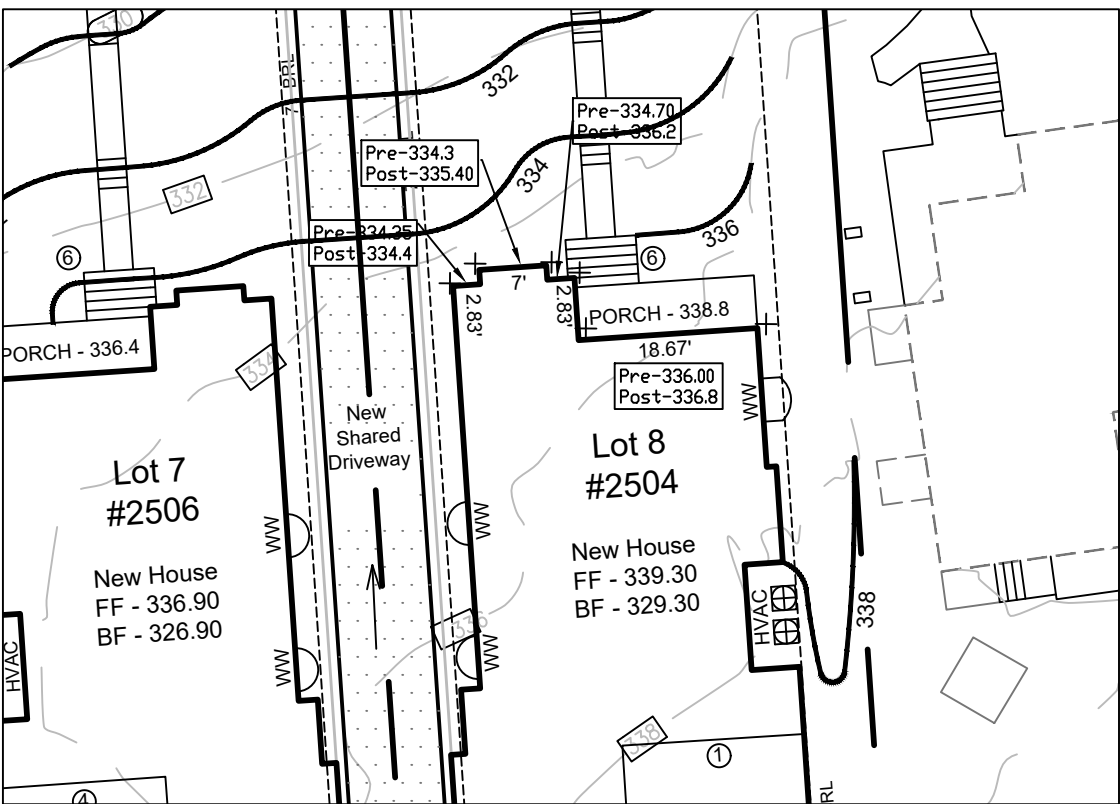 330
BRL
332
Pre-334.70
Post-336.2
Pre-334.3
Post-335.40
334
332
336
Pre-334.35
Post-334.4
6
6
7'
2.83'
2.83'
PORCH - 338.8
PORCH - 336.4
18.67'
334
Pre-336.00
Post-336.8
WW
New
Shared
Driveway
Lot 7
#2506
Lot 8
#2504
WW
WW
New House
FF - 336.90
BF - 326.90
New House
FF - 339.30
BF - 329.30
HVAC
338
336
HVAC
WW
WW
338
1
4
RL